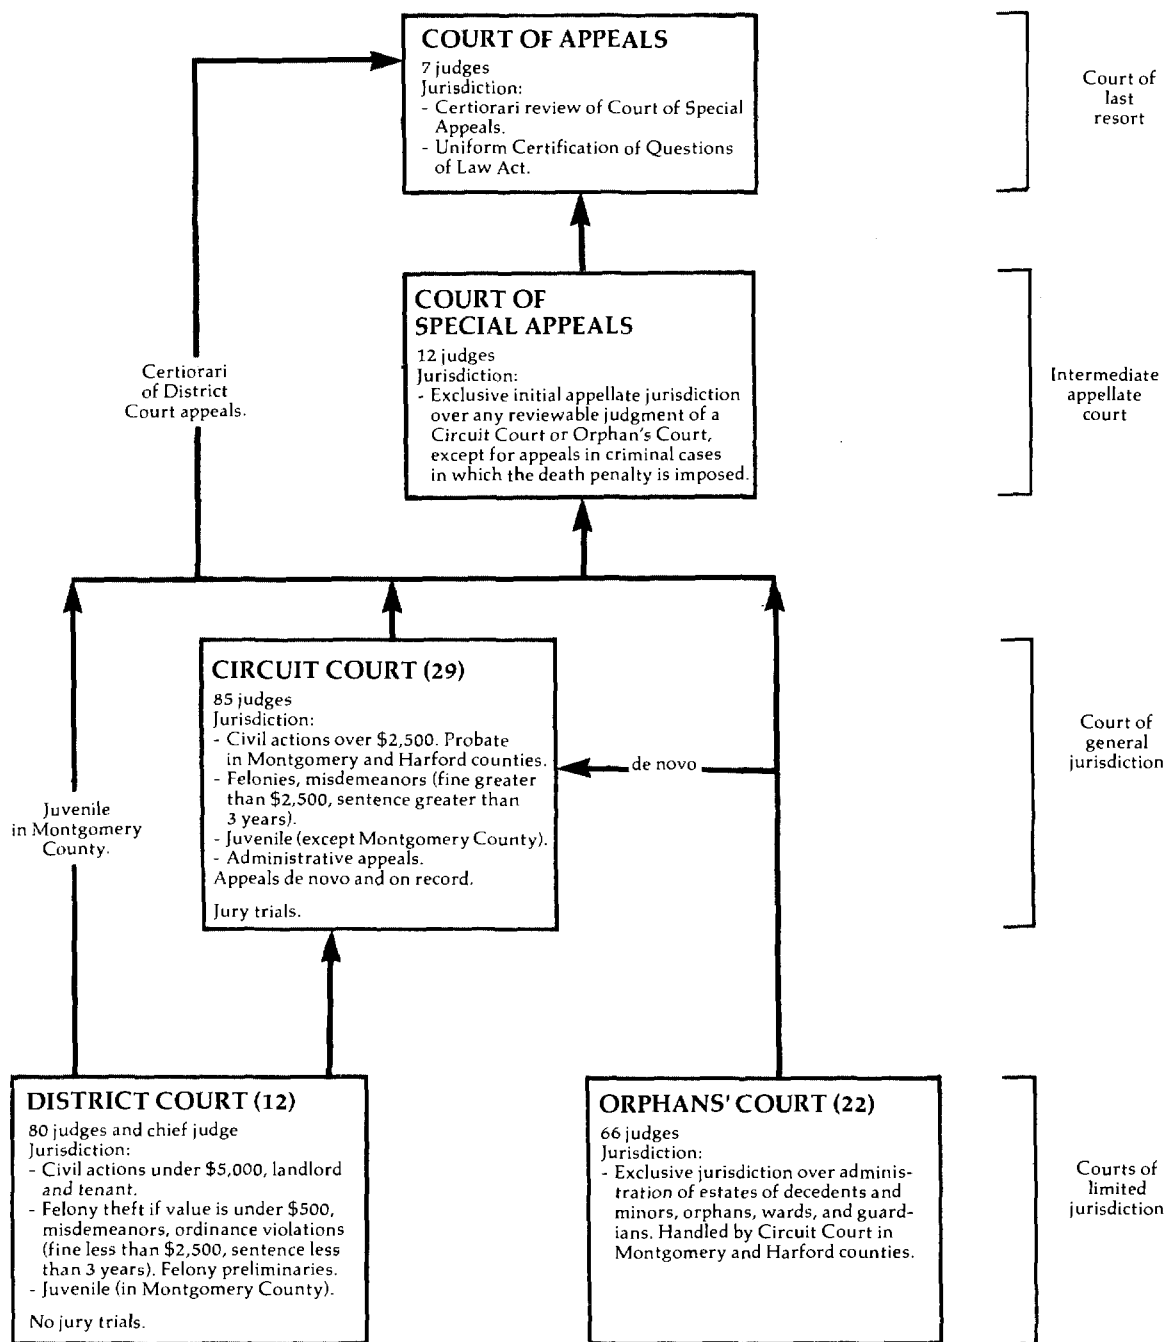 COURT OF APPEALS
7 judges
Jurisdiction:
- Certiorari review of Court of Special
Appeals.
- Uniform Certification of Questions
of Law Act.
Court of
last
resort
COURT OF
SPECIAL APPEALS
12 judges
Jurisdiction:
- Exclusive initial appellate jurisdiction
over any reviewable judgment of a
Circuit Court or Orphan's Court,
except for appeals in criminal cases
in which the death penalty is imposed.
Intermediate
appellate
court
Certiorari
of District
Court appeals.
CIRCUIT COURT (29)
85 judges
Jurisdiction:
- Civil actions over $2,500. Probate
in Montgomery and Harford counties.
- Felonies, misdemeanors (fine greater
than $2,500, sentence greater than
3 years).
- Juvenile (except Montgomery County).
- Administrative appeals.
Appeals de novo and on record.
Jury trials.
de novo
Court of
general
jurisdiction
Juvenile
in Montgomery
County.
DISTRICT COURT (12)
80 judges and chief judge
Jurisdiction:
- Civil actions under $5,000, landlord
and tenant.
- Felony theft if value is under $500,
misdemeanors, ordinance violations
(fine less than $2,500, sentence less
than 3 years). Felony preliminaries.
- Juvenile (in Montgomery County).
No jury trials.
ORPHANS' COURT (22)
66 judges
Jurisdiction:
- Exclusive jurisdiction over adminis-
tration of estates of decedents and
minors, orphans, wards, and guard-
ians. Handled by Circuit Court in
Montgomery and Harford counties.
Courts of
limited
jurisdiction